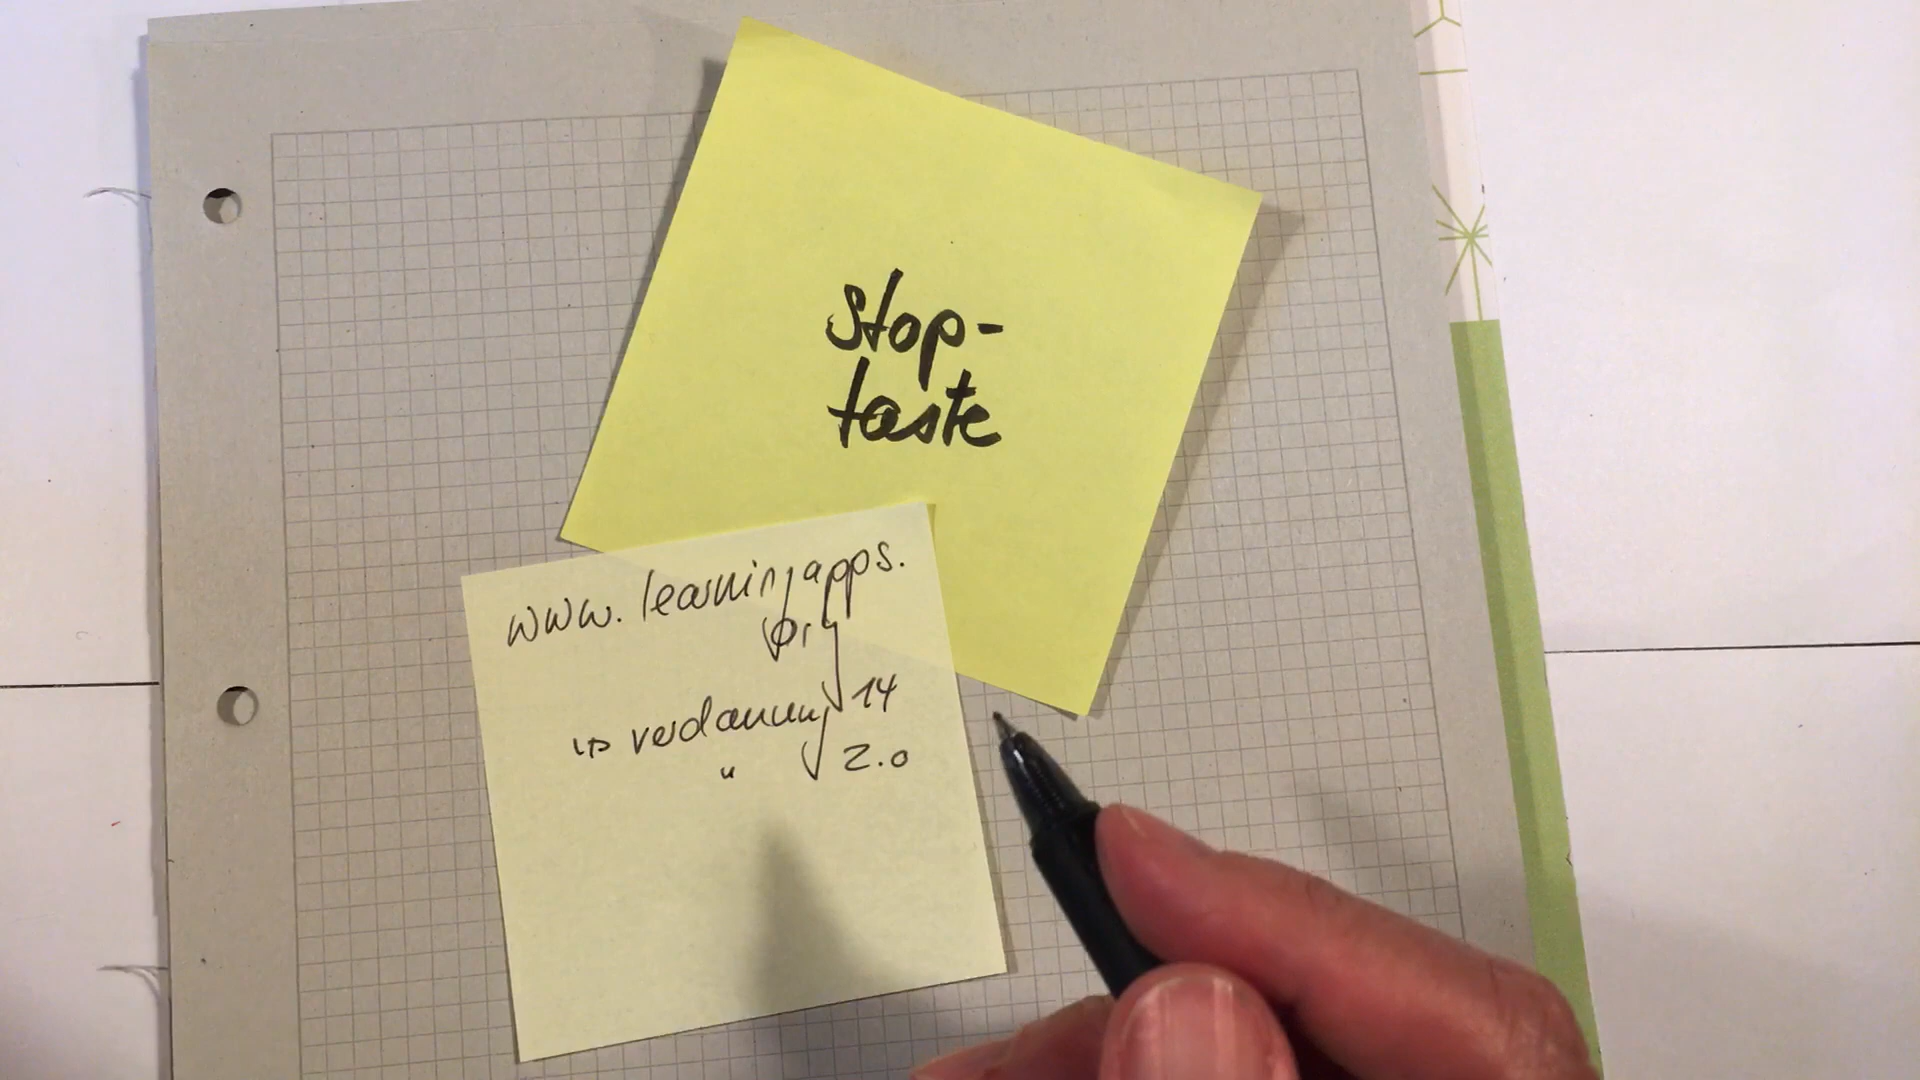 Stop-
taste
www.learningapps.
org
↳ verdauung 14
" 2.0